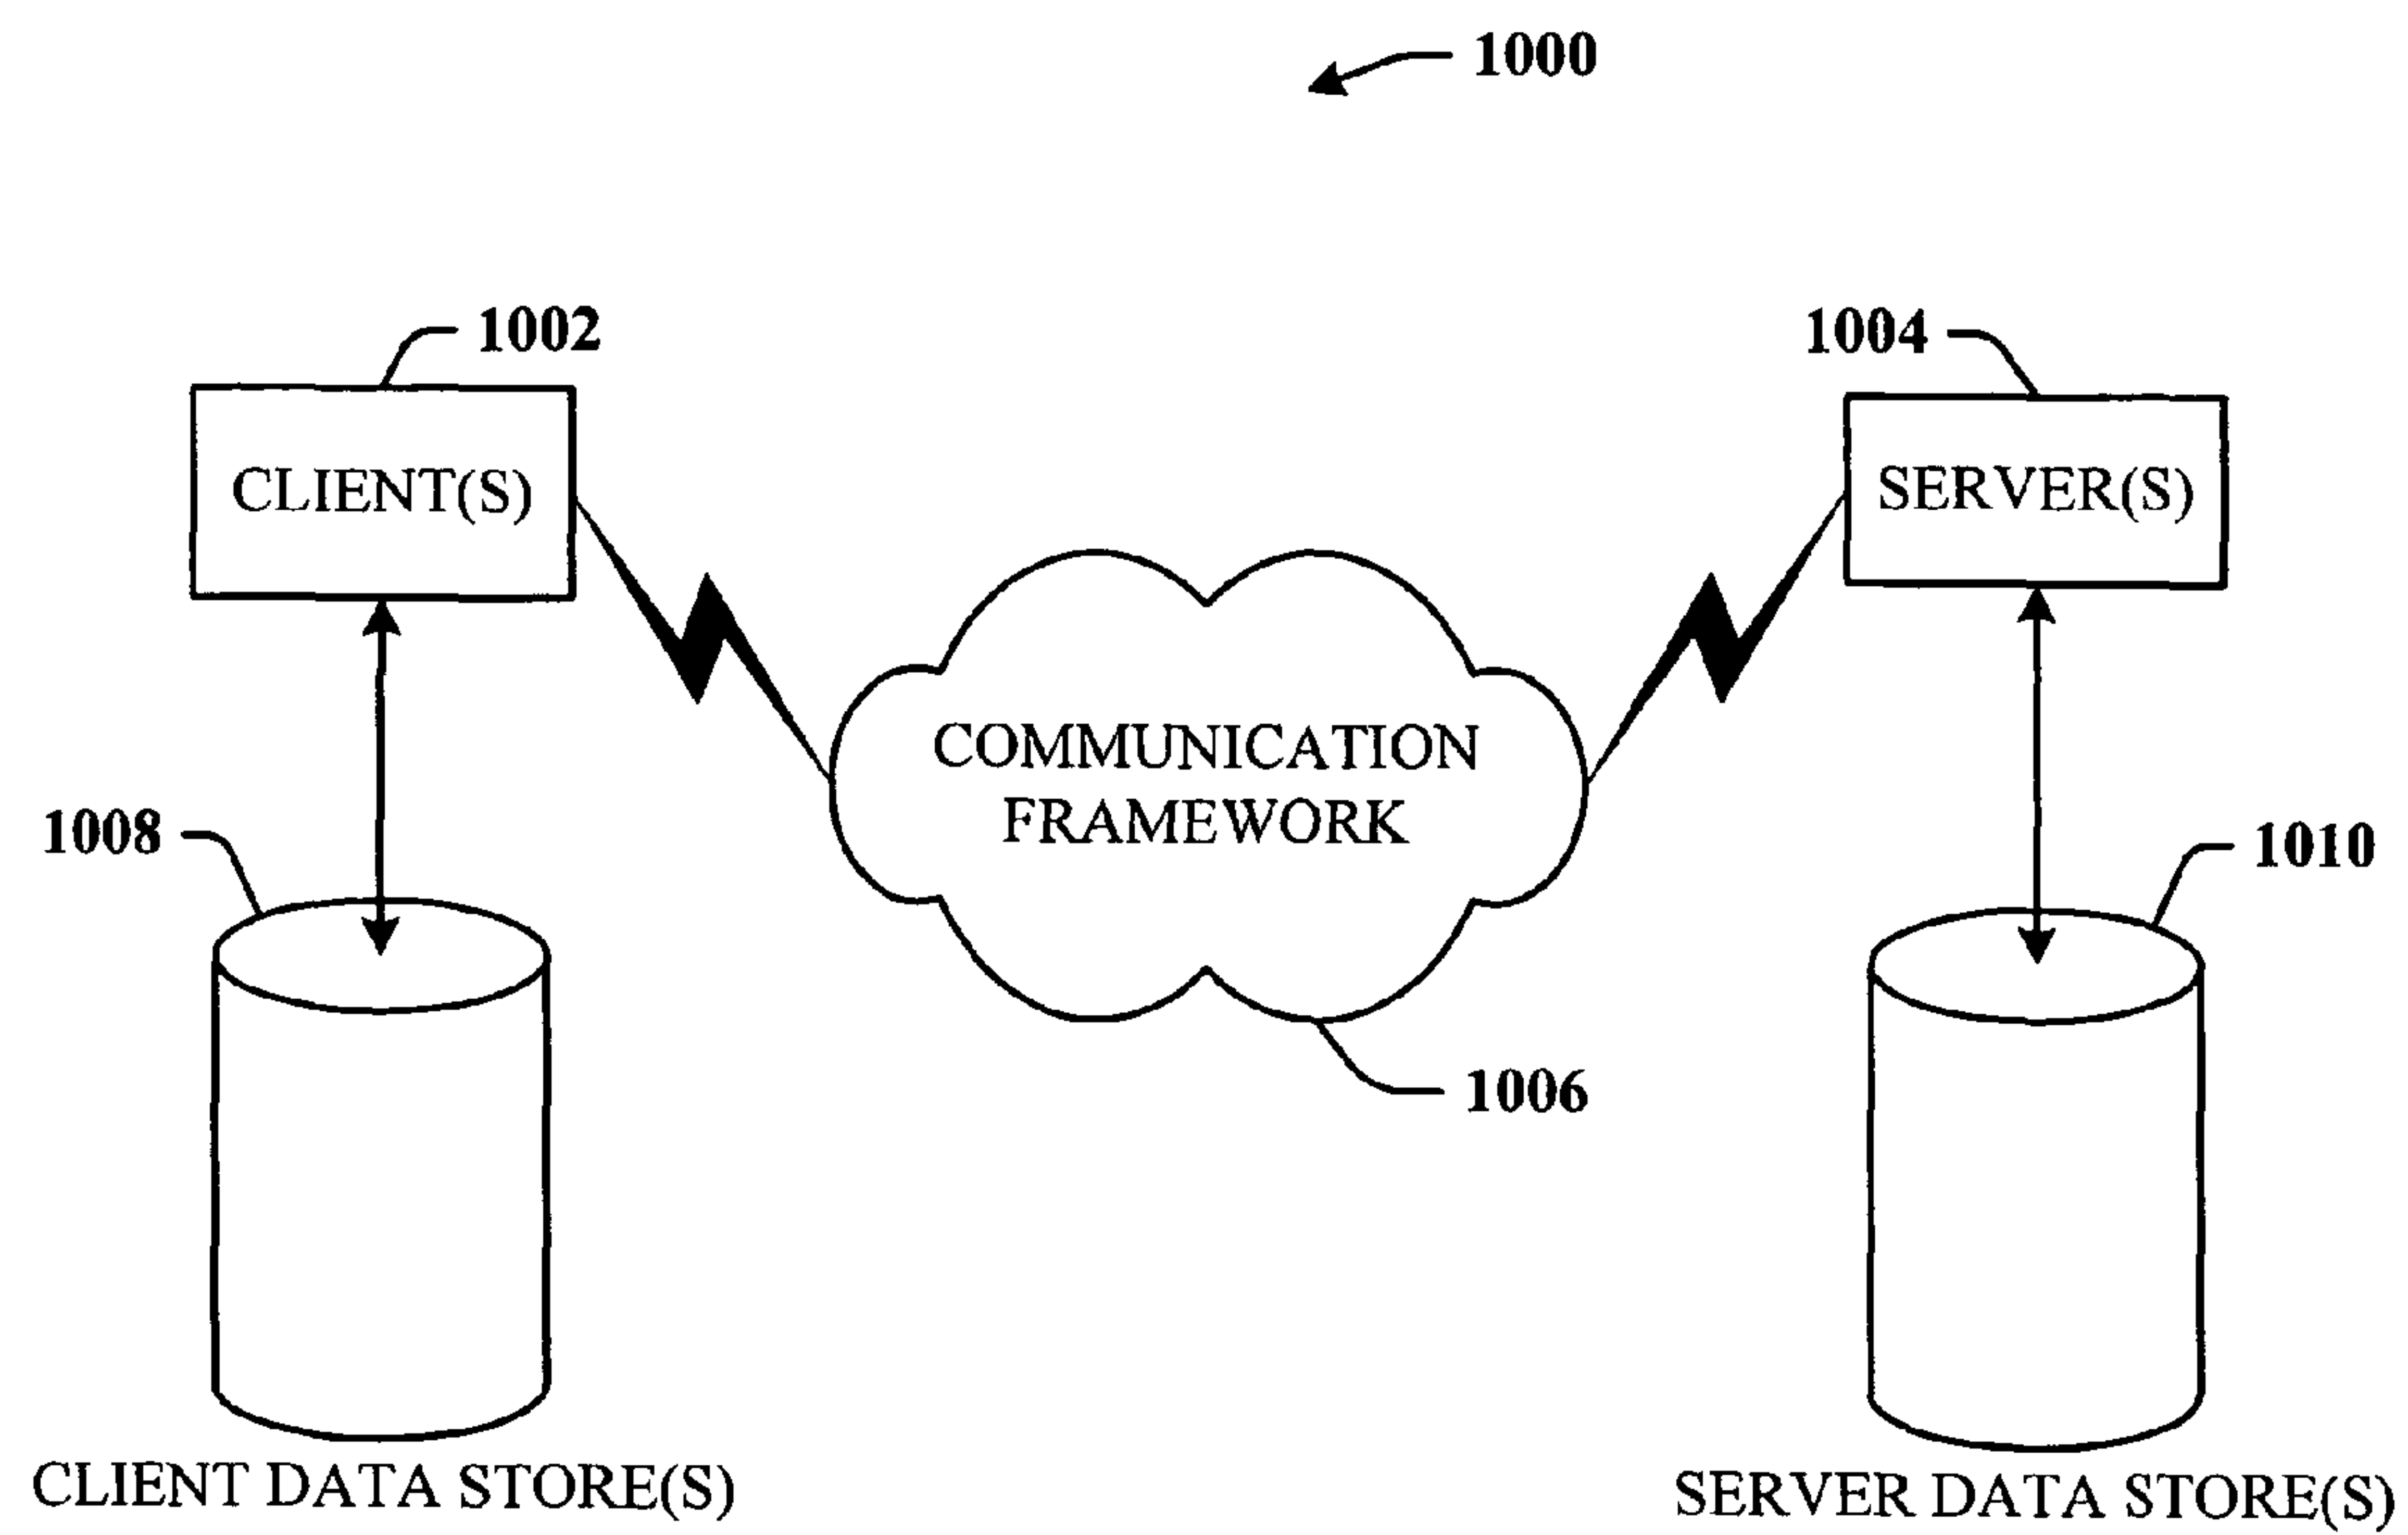 1000
1002
1004
CLIENT(S)
SERVER(S)
COMMUNICATION
FRAMEWORK
1008
1010
1006
CLIENT DATA STORE(S)
SERVER DATA STORE(S)